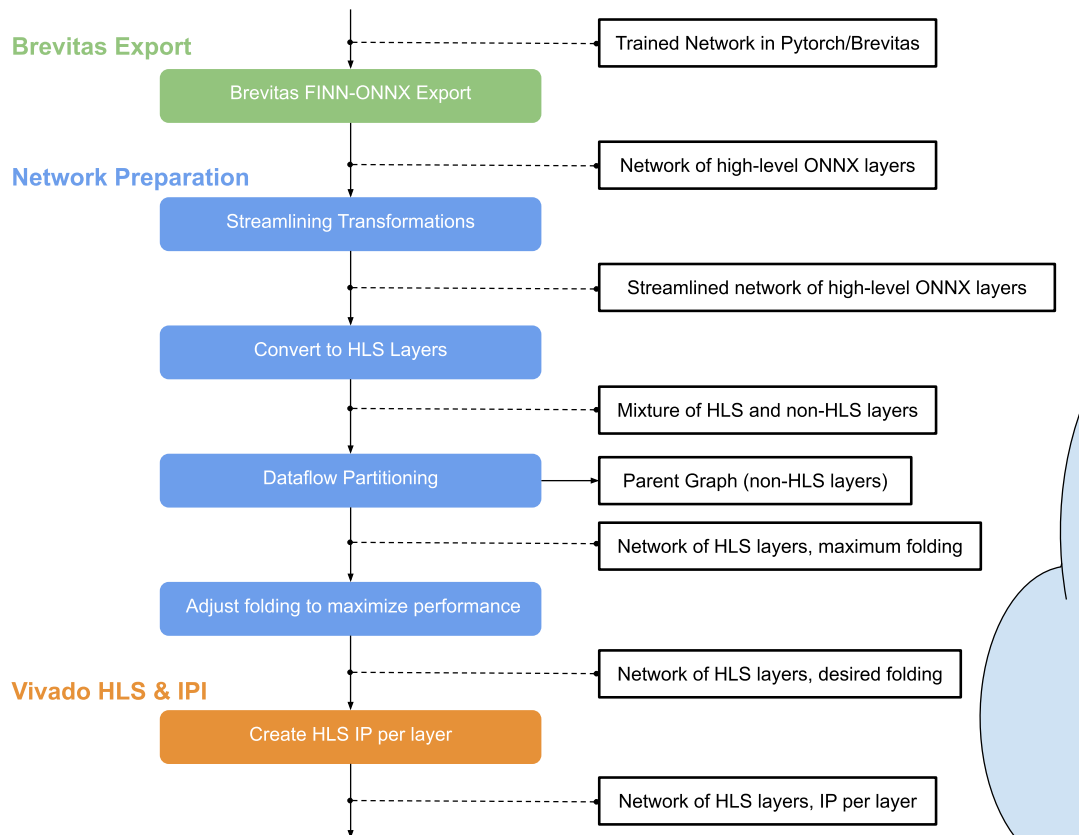 Trained Network in Pytorch/Brevitas
Brevitas Export
Brevitas FINN-ONNX Export
Network of high-level ONNX layers
Network Preparation
Streamlining Transformations
Streamlined network of high-level ONNX layers
Convert to HLS Layers
Mixture of HLS and non-HLS layers
Dataflow Partitioning
Parent Graph (non-HLS layers)
Network of HLS layers, maximum folding
Adjust folding to maximize performance
Network of HLS layers, desired folding
Vivado HLS & IPI
Create HLS IP per layer
Network of HLS layers, IP per layer